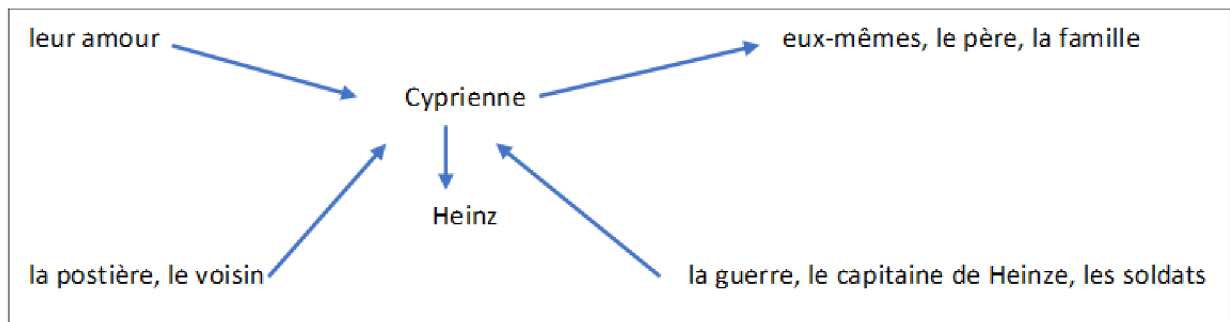 leur amour
eux-mêmes, le père, la famille
Cyprienne
Heinz
la postière, le voisin
la guerre, le capitaine de Heinze, les soldats